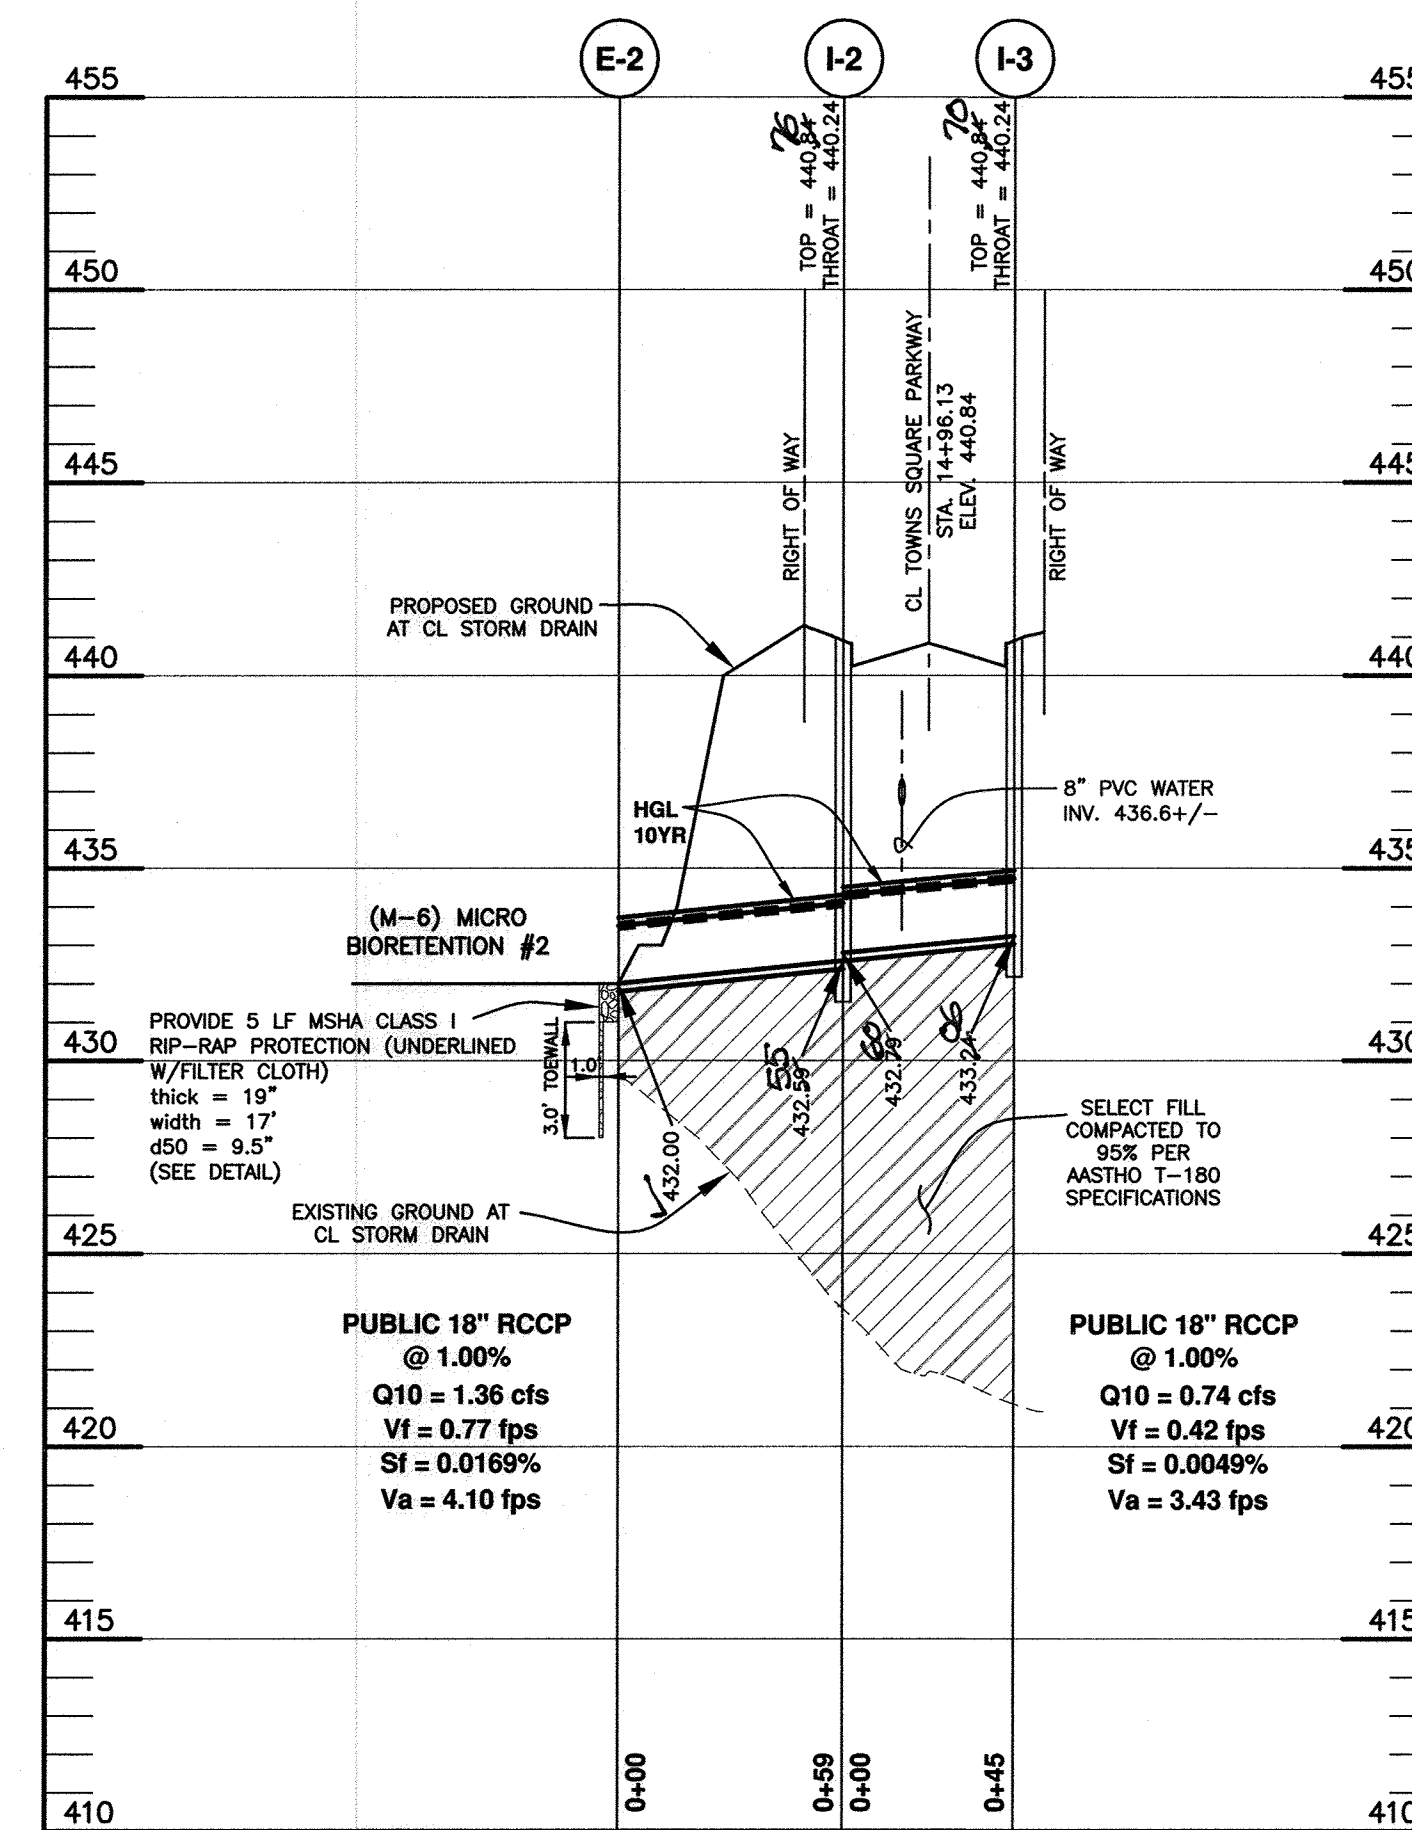 E-2
I-2
I-3
455
455
76
TOP = 440.84
THROAT = 440.24
70
TOP = 440.84
THROAT = 440.24
450
450
445
445
RIGHT OF WAY
CL TOWNS SQUARE PARKWAY
STA. 14+96.13
ELEV. 440.84
RIGHT OF WAY
PROPOSED GROUND
AT CL STORM DRAIN
440
440
HGL
10YR
8" PVC WATER
INV. 436.6+/-
435
435
(M-6) MICRO
BIORETENTION #2
PROVIDE 5 LF MSHA CLASS I
RIP-RAP PROTECTION (UNDERLINED
W/FILTER CLOTH)
thick = 19"
width = 17'
d50 = 9.5"
(SEE DETAIL)
430
430
3.0' TOEWALL
1.0'
432.00
55
432.59
60
432.79
06
433.24
SELECT FILL
COMPACTED TO
95% PER
AASTHO T-180
SPECIFICATIONS
EXISTING GROUND AT
CL STORM DRAIN
425
425
PUBLIC 18" RCCP
@ 1.00%
Q10 = 1.36 cfs
Vf = 0.77 fps
Sf = 0.0169%
Va = 4.10 fps
PUBLIC 18" RCCP
@ 1.00%
Q10 = 0.74 cfs
Vf = 0.42 fps
Sf = 0.0049%
Va = 3.43 fps
420
420
415
415
0+00
0+59
0+00
0+45
410
410